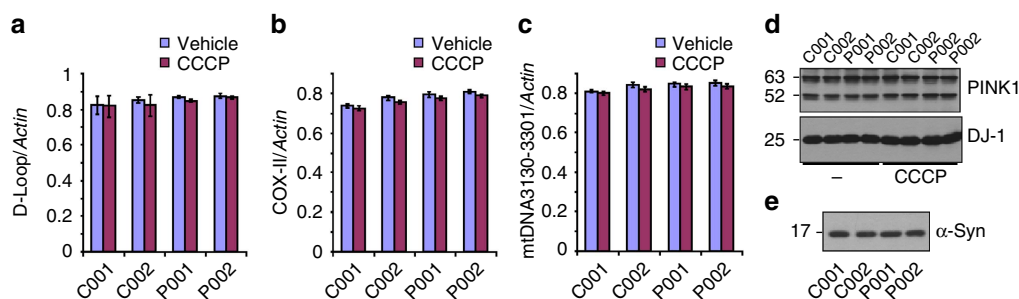 a
Vehicle
CCCP
D-Loop/Actin
1
0.8
0.6
0.4
0.2
0
C001 C002 P001 P002
b
Vehicle
CCCP
COX-II/Actin
0.8
0.6
0.4
0.2
0
C001 C002 P001 P002
c
Vehicle
CCCP
mtDNA3130-3301/Actin
0.8
0.6
0.4
0.2
0
C001 C002 P001 P002
d
C001 C002 P001 P002 C001 C002 P002 P002
63
52
PINK1
25
DJ-1
– CCCP
e
17
α-Syn
C001 C002 P001 P002